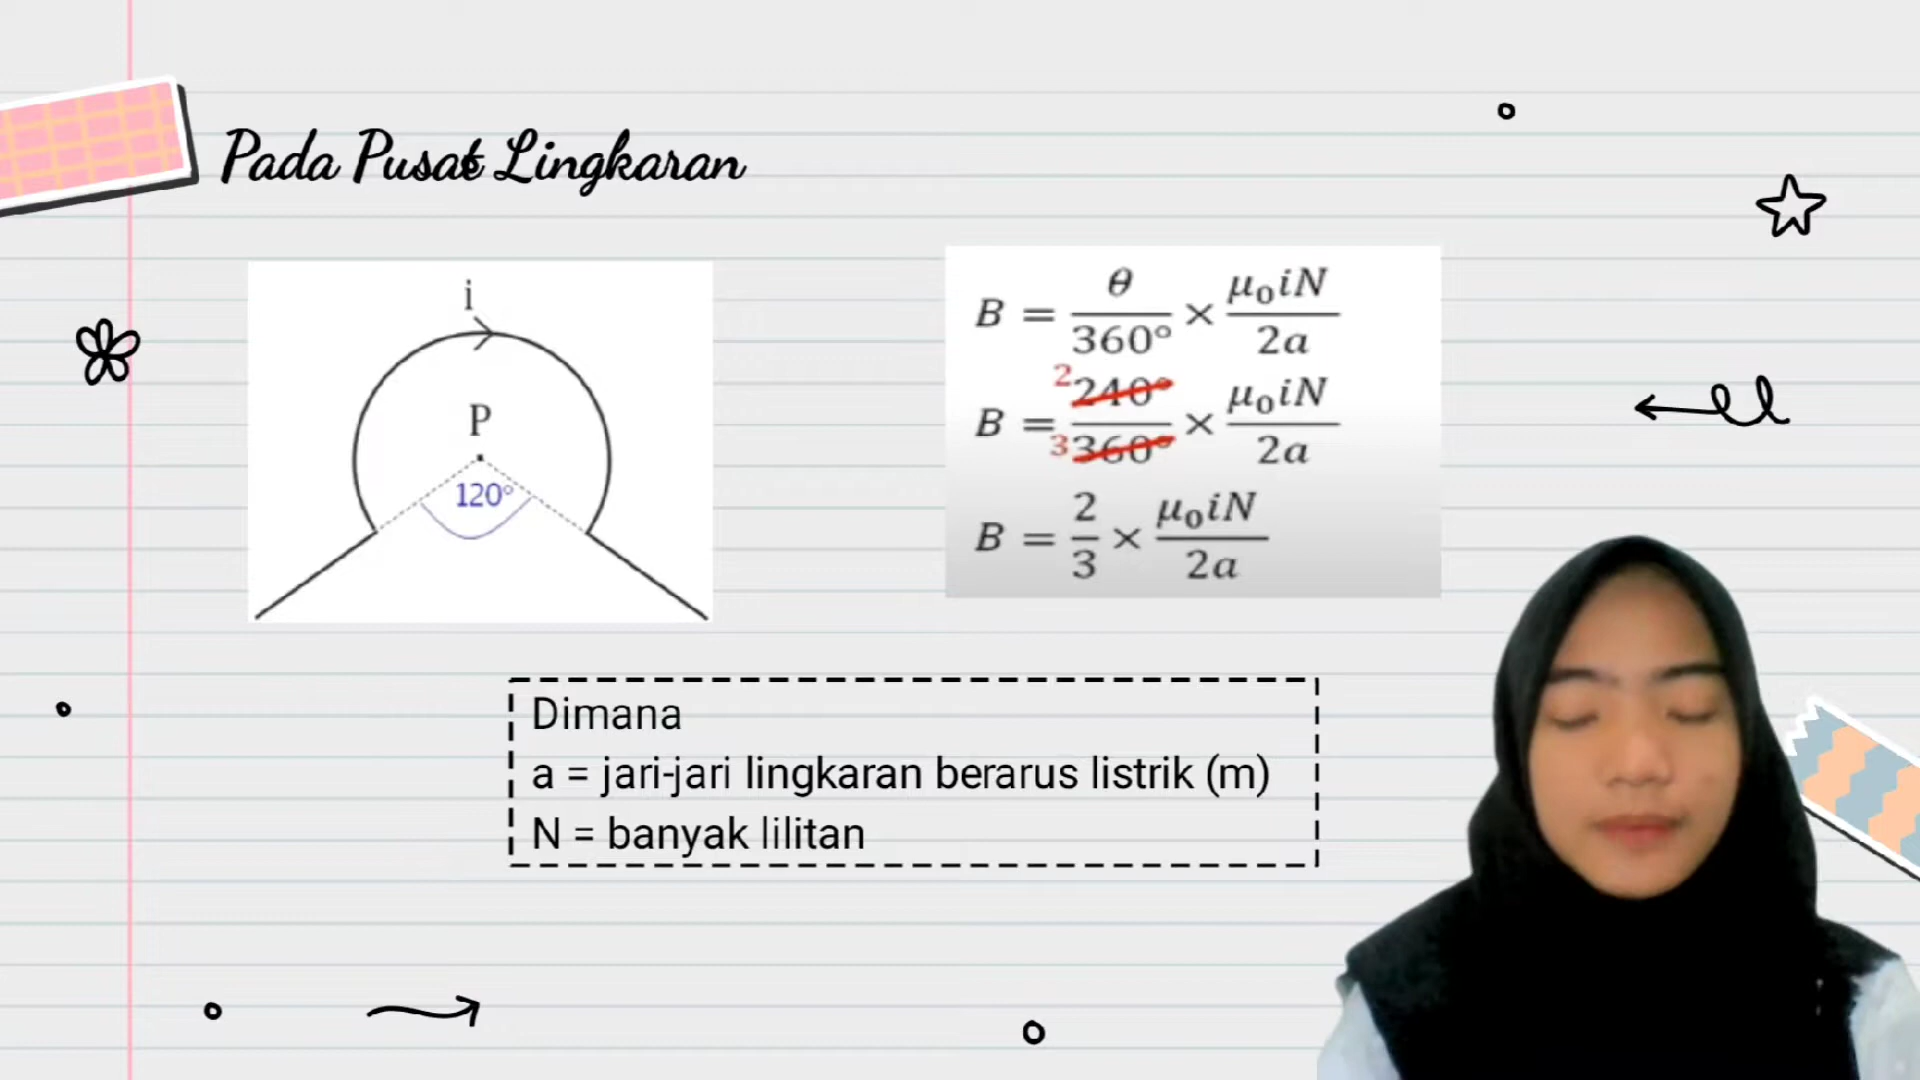 Pada Pusat Lingkaran
i
P
120°
B = θ/360° × μ₀iN/2a
B = 2 240°/3 360° × μ₀iN/2a
B = 2/3 × μ₀iN/2a
Dimana
a = jari-jari lingkaran berarus listrik (m)
N = banyak lilitan